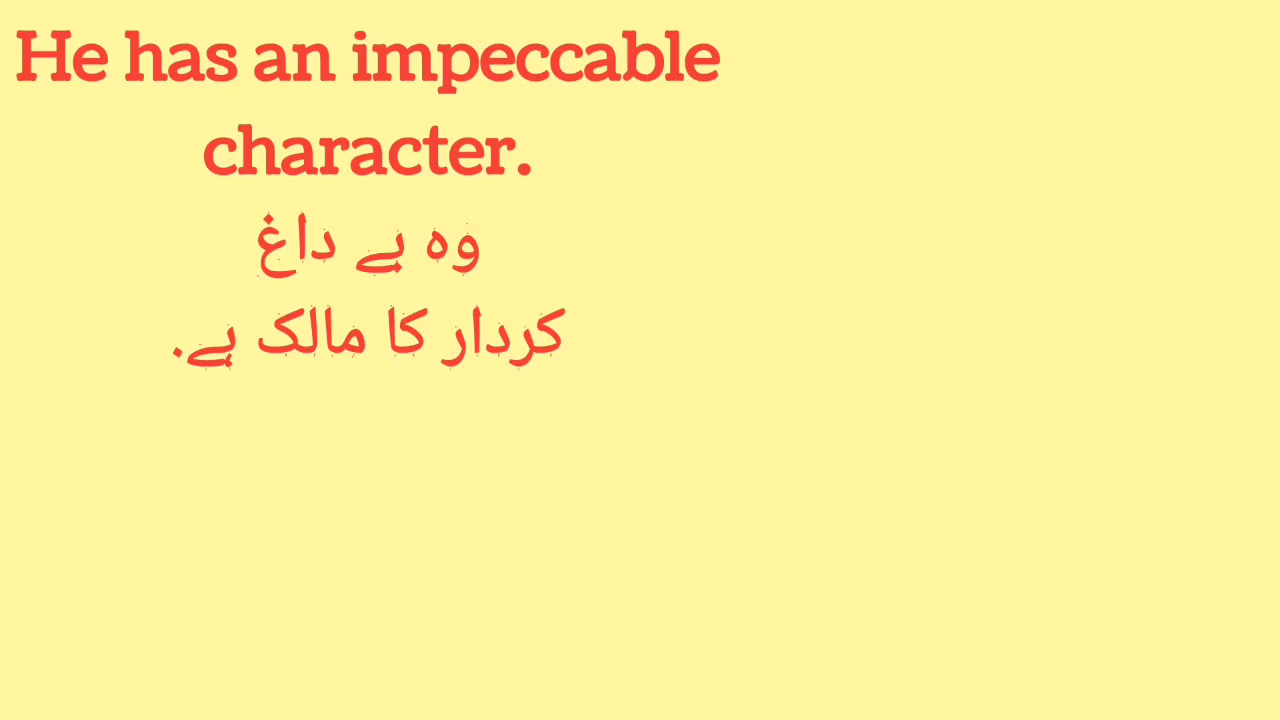 He has an impeccable
character.
وہ بے داغ
کردار کا مالک ہے.